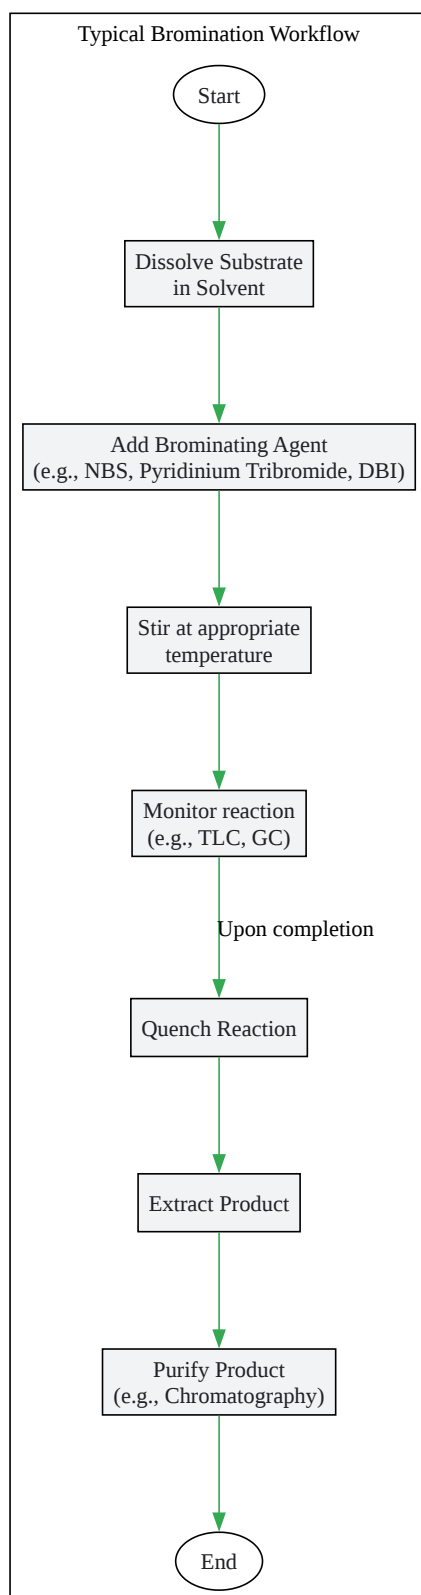 Typical Bromination Workflow
Start
Dissolve Substrate
in Solvent
Add Brominating Agent
(e.g., NBS, Pyridinium Tribromide, DBI)
Stir at appropriate
temperature
Monitor reaction
(e.g., TLC, GC)
Upon completion
Quench Reaction
Extract Product
Purify Product
(e.g., Chromatography)
End